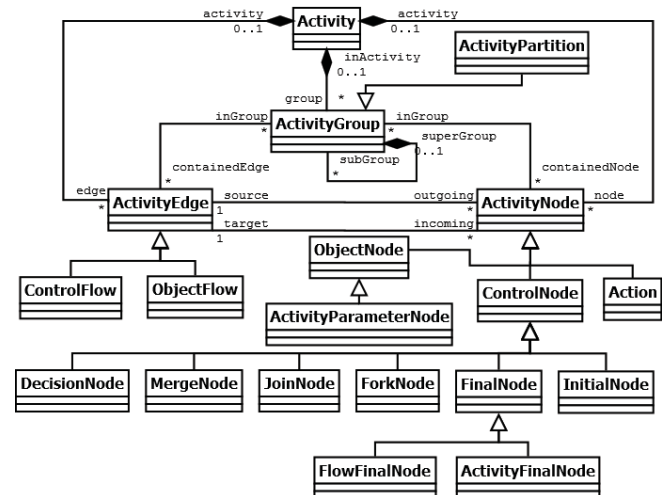 activity
Activity
activity
0..1
0..1
inActivity
0..1
ActivityPartition
group
*
inGroup
*
ActivityGroup
inGroup
*
superGroup
0..1
subGroup
*
containedEdge
*
containedNode
*
edge
*
ActivityEdge
source
1
outgoing
*
ActivityNode
node
*
target
1
incoming
*
ObjectNode
ControlFlow
ObjectFlow
ControlNode
Action
ActivityParameterNode
DecisionNode
MergeNode
JoinNode
ForkNode
FinalNode
InitialNode
FlowFinalNode
ActivityFinalNode